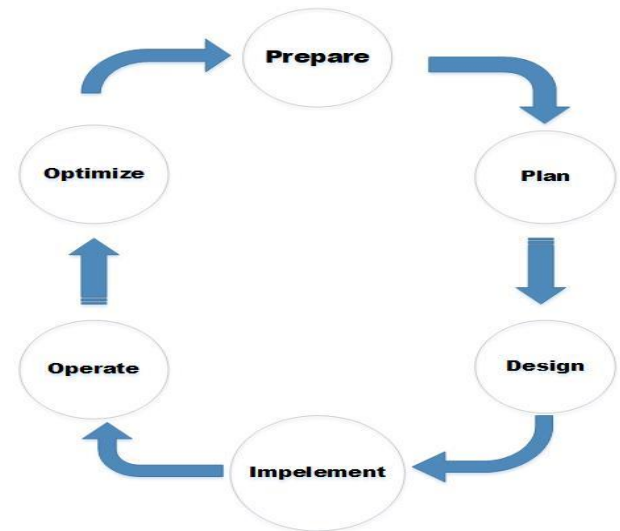 Prepare
Plan
Design
Impelement
Operate
Optimize